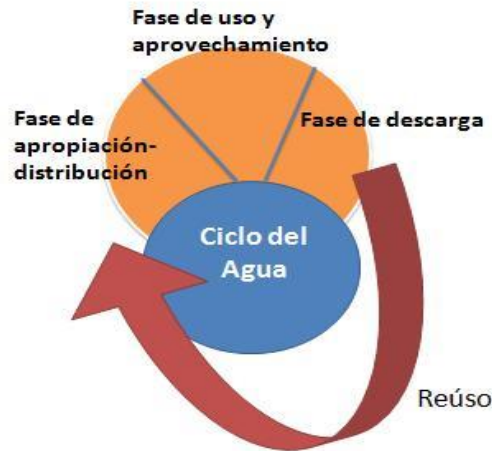 Fase de uso y
aprovechamiento
Fase de
apropiación-
distribución
Fase de descarga
Ciclo del
Agua
Reúso